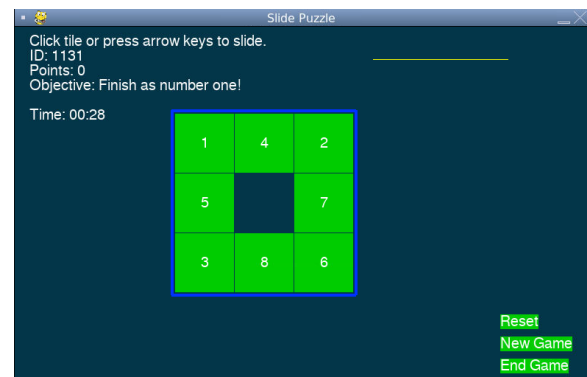 Slide Puzzle
Click tile or press arrow keys to slide.
ID: 1131
Points: 0
Objective: Finish as number one!
Time: 00:28
1 4 2
5 7
3 8 6
Reset
New Game
End Game